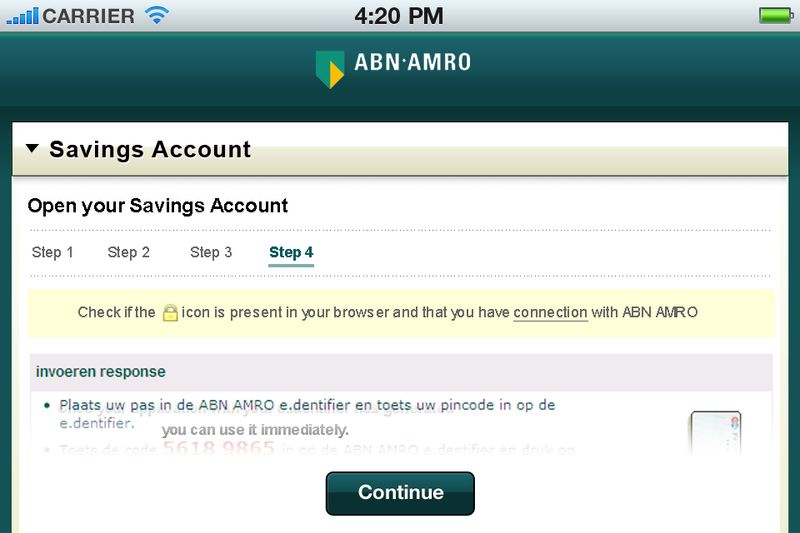 CARRIER 4:20 PM
ABN·AMRO
Savings Account
Open your Savings Account
Step 1 Step 2 Step 3 Step 4
Check if the icon is present in your browser and that you have connection with ABN AMRO
invoeren response
• Plaats uw pas in de ABN AMRO e.dentifier en toets uw pincode in op de
e.dentifier.
you can use it immediately.
• Toets de code 5618 9865 in op de ABN AMRO e.dentifier en druk op
Continue